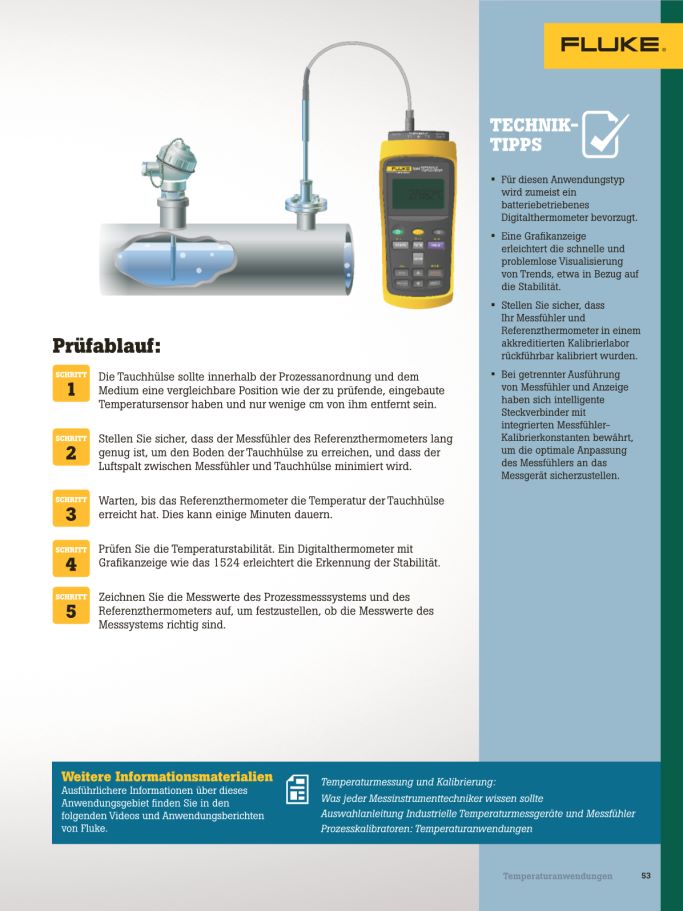 FLUKE®
TECHNIK-
TIPPS
▪ Für diesen Anwendungstyp
wird zumeist ein
batteriebetriebenes
Digitalthermometer bevorzugt.
▪ Eine Grafikanzeige
erleichtert die schnelle und
problemlose Visualisierung
von Trends, etwa in Bezug auf
die Stabilität.
▪ Stellen Sie sicher, dass
Ihr Messfühler und
Referenzthermometer in einem
akkreditierten Kalibrierlabor
rückführbar kalibriert wurden.
▪ Bei getrennter Ausführung
von Messfühler und Anzeige
haben sich intelligente
Steckverbinder mit
integrierten Messfühler-
Kalibrierkonstanten bewährt,
um die optimale Anpassung
des Messfühlers an das
Messgerät sicherzustellen.
FLUKE
Prüfablauf:
SCHRITT
1
Die Tauchhülse sollte innerhalb der Prozessanordnung und dem
Medium eine vergleichbare Position wie der zu prüfende, eingebaute
Temperatursensor haben und nur wenige cm von ihm entfernt sein.
SCHRITT
2
Stellen Sie sicher, dass der Messfühler des Referenzthermometers lang
genug ist, um den Boden der Tauchhülse zu erreichen, und dass der
Luftspalt zwischen Messfühler und Tauchhülse minimiert wird.
SCHRITT
3
Warten, bis das Referenzthermometer die Temperatur der Tauchhülse
erreicht hat. Dies kann einige Minuten dauern.
SCHRITT
4
Prüfen Sie die Temperaturstabilität. Ein Digitalthermometer mit
Grafikanzeige wie das 1524 erleichtert die Erkennung der Stabilität.
SCHRITT
5
Zeichnen Sie die Messwerte des Prozessmesssystems und des
Referenzthermometers auf, um festzustellen, ob die Messwerte des
Messsystems richtig sind.
Weitere Informationsmaterialien
Ausführlichere Informationen über dieses
Anwendungsgebiet finden Sie in den
folgenden Videos und Anwendungsberichten
von Fluke.
Temperaturmessung und Kalibrierung:
Was jeder Messinstrumenttechniker wissen sollte
Auswahlanleitung Industrielle Temperaturmessgeräte und Messfühler
Prozesskalibratoren: Temperaturanwendungen
Temperaturanwendungen 53